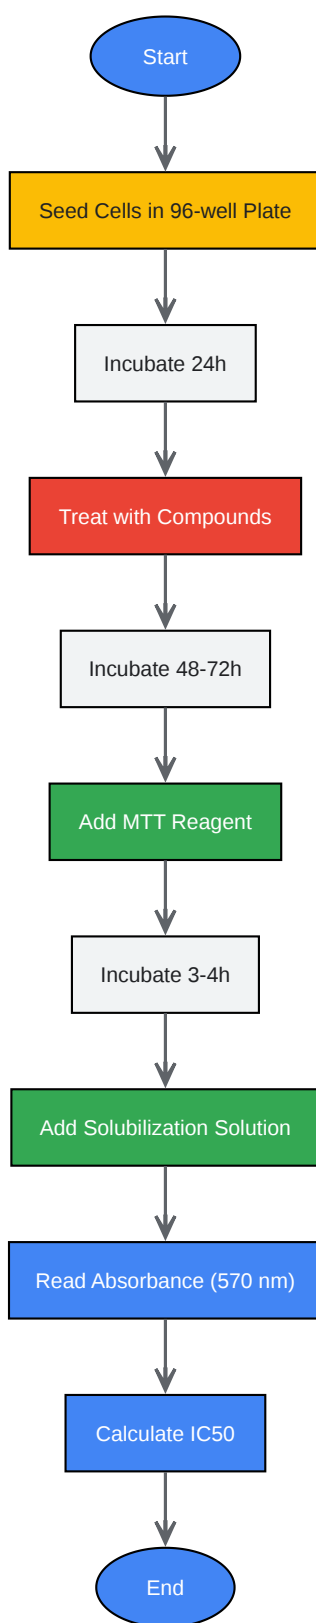 Start
Seed Cells in 96-well Plate
Incubate 24h
Treat with Compounds
Incubate 48-72h
Add MTT Reagent
Incubate 3-4h
Add Solubilization Solution
Read Absorbance (570 nm)
Calculate IC50
End